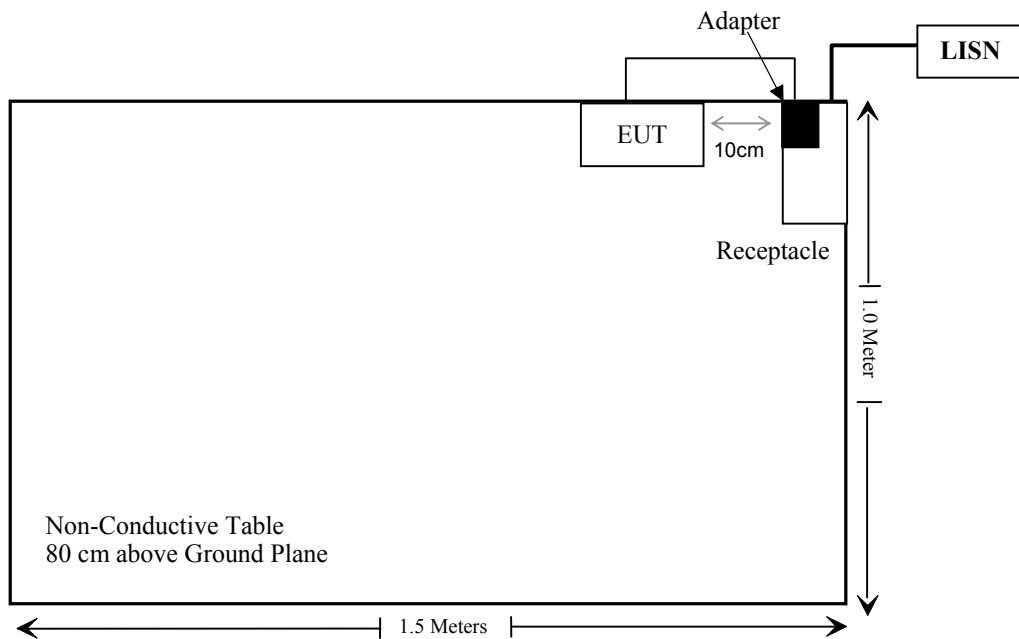 Adapter
LISN
EUT
10cm
Receptacle
1.0 Meter
Non-Conductive Table
80 cm above Ground Plane
1.5 Meters